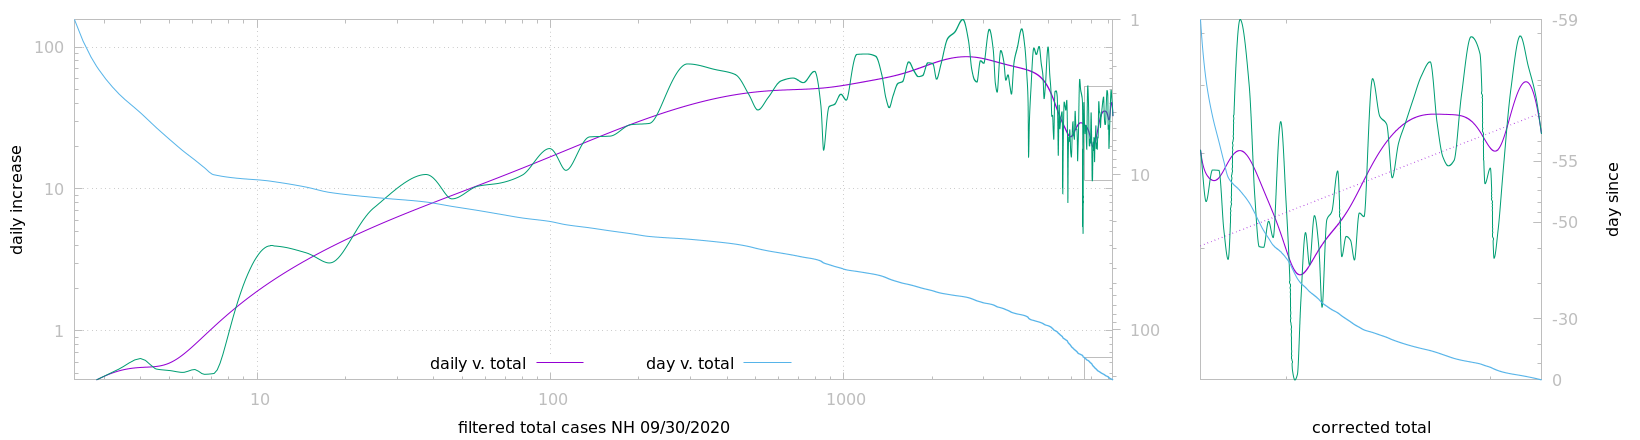 100
10
1
daily increase
10
100
1000
filtered total cases NH 09/30/2020
daily v. total
day v. total
1
10
100
-59
-55
-50
-30
0
day since
corrected total